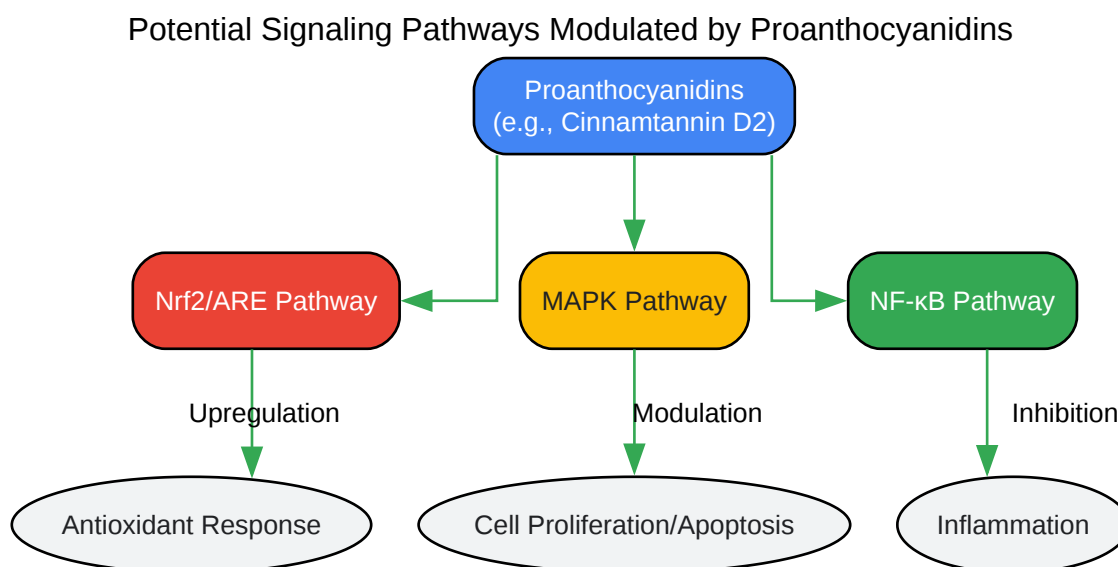 Potential Signaling Pathways Modulated by Proanthocyanidins
Proanthocyanidins
(e.g., Cinnamtannin D2)
Nrf2/ARE Pathway
MAPK Pathway
NF-κB Pathway
Upregulation
Modulation
Inhibition
Antioxidant Response
Cell Proliferation/Apoptosis
Inflammation